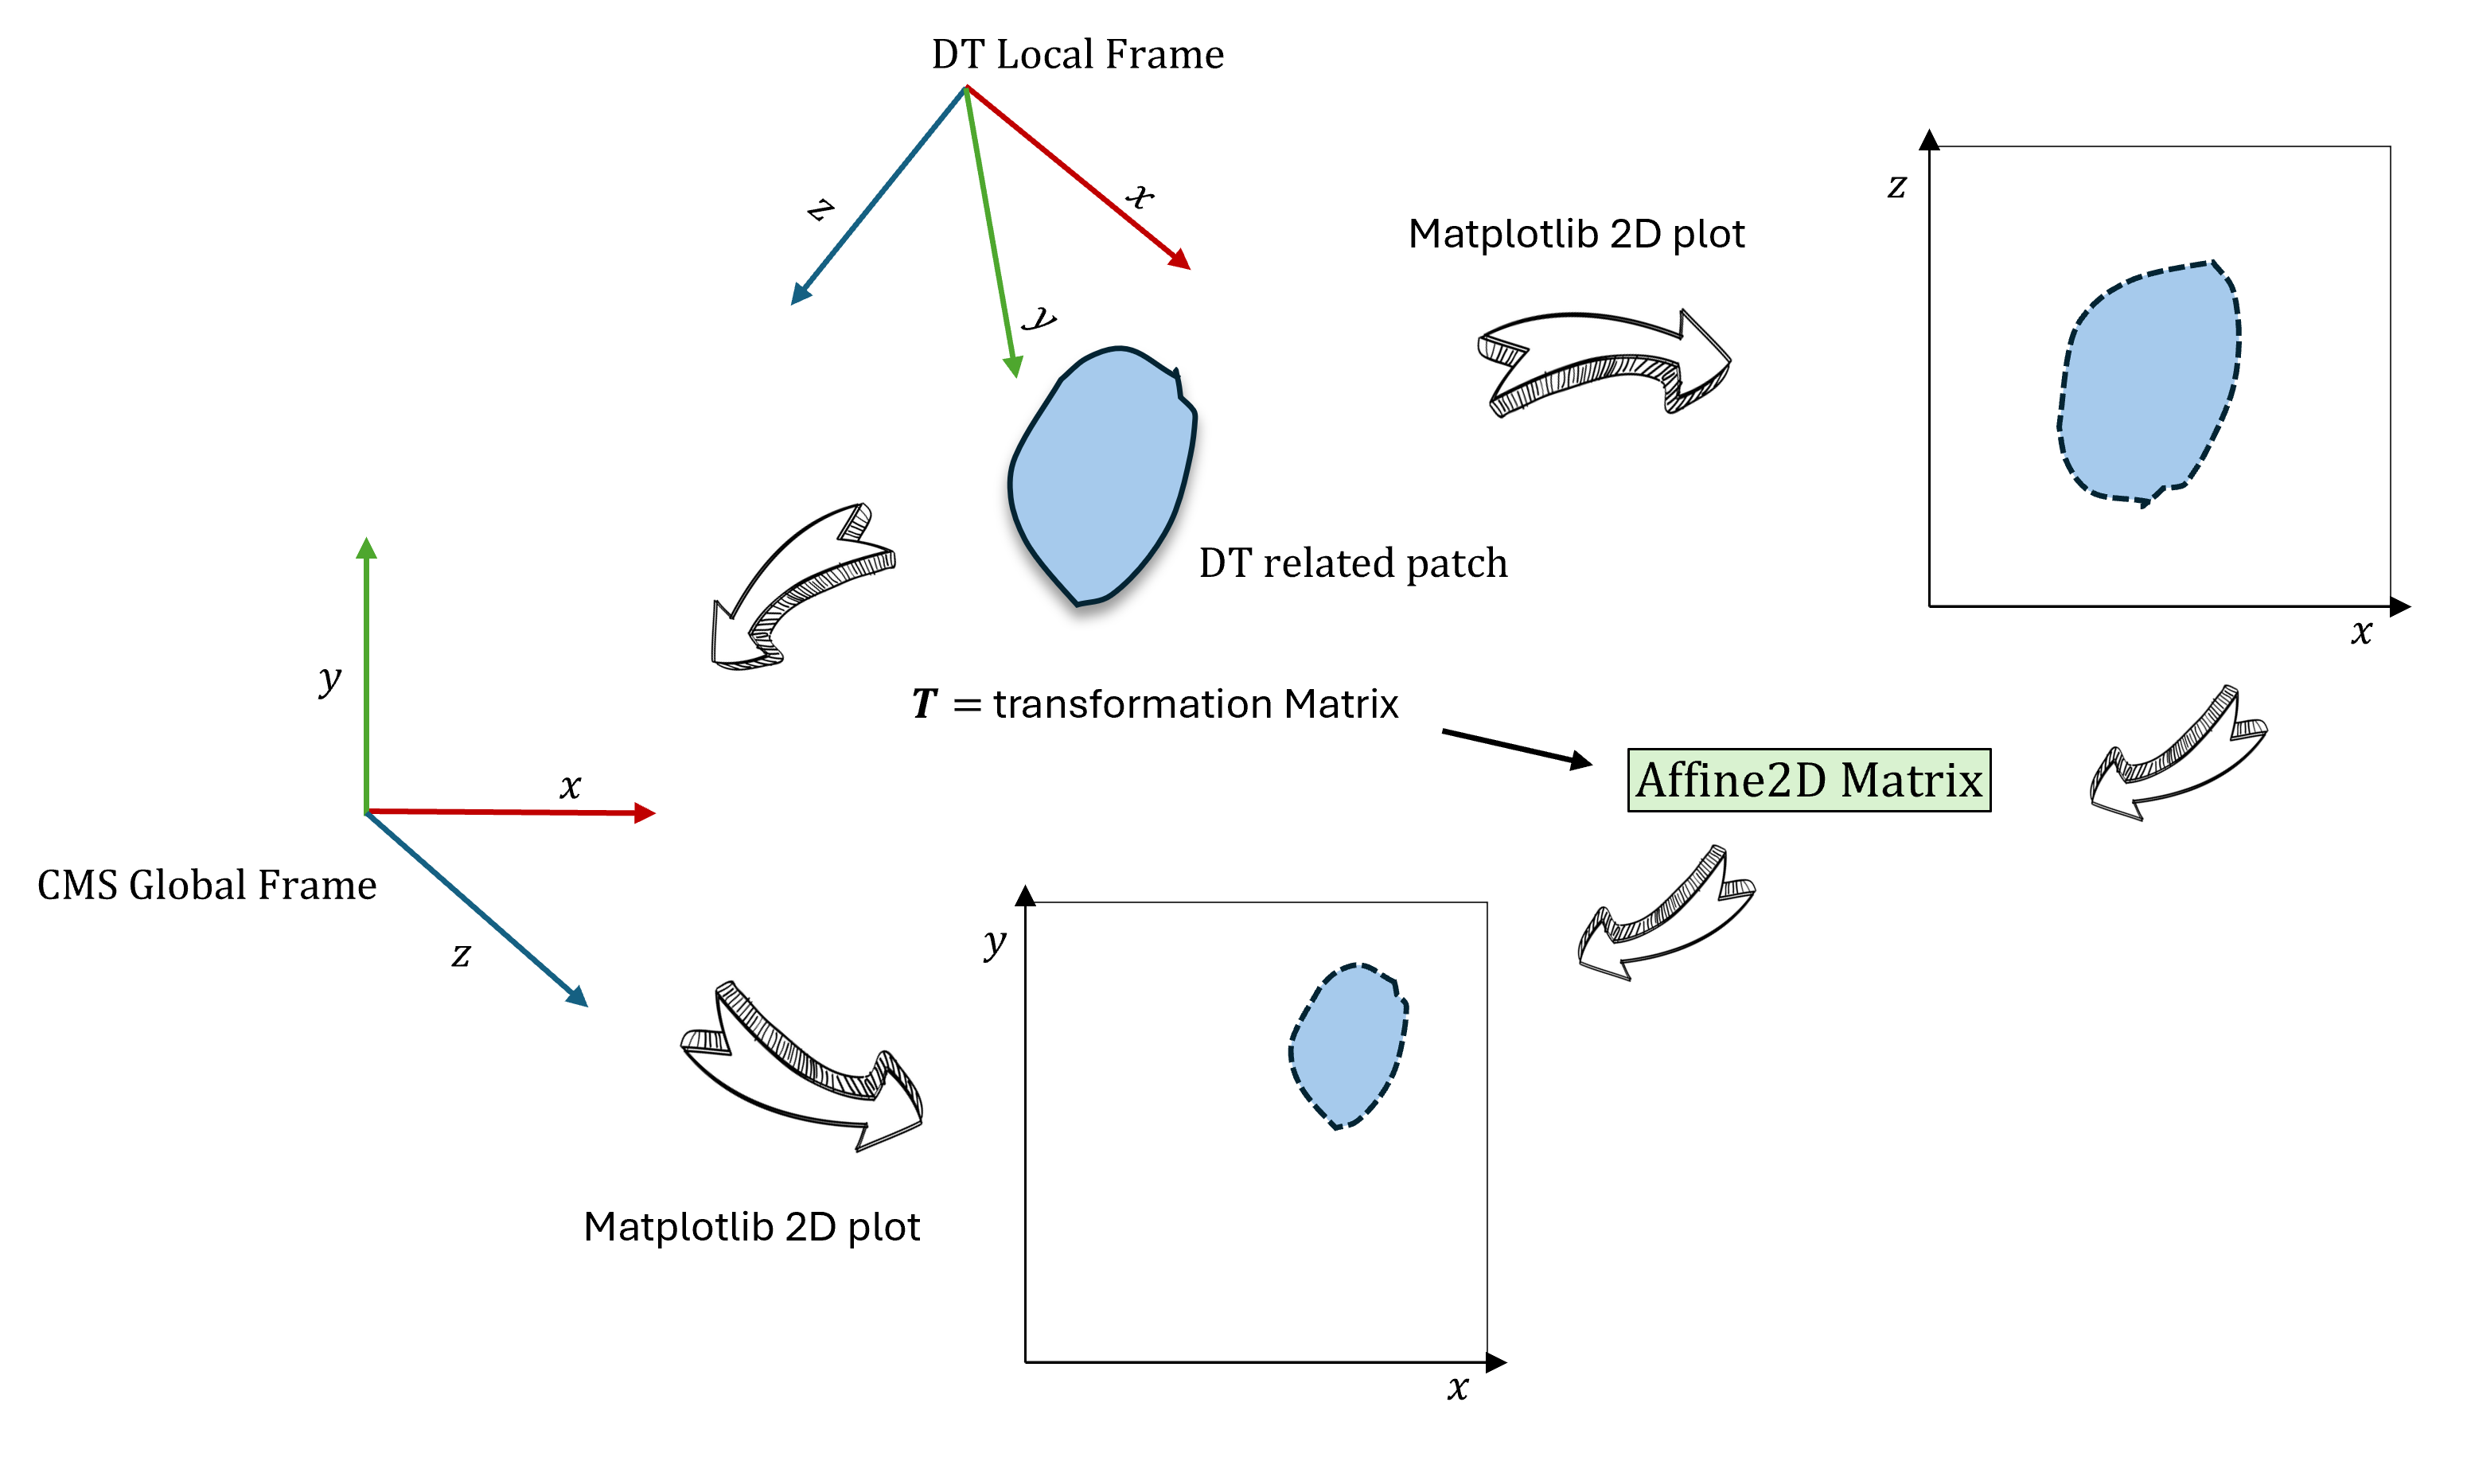 DT Local Frame
z
x
y
Matplotlib 2D plot
z
x
DT related patch
y
x
z
CMS Global Frame
T = transformation Matrix
Affine2D Matrix
y
x
Matplotlib 2D plot